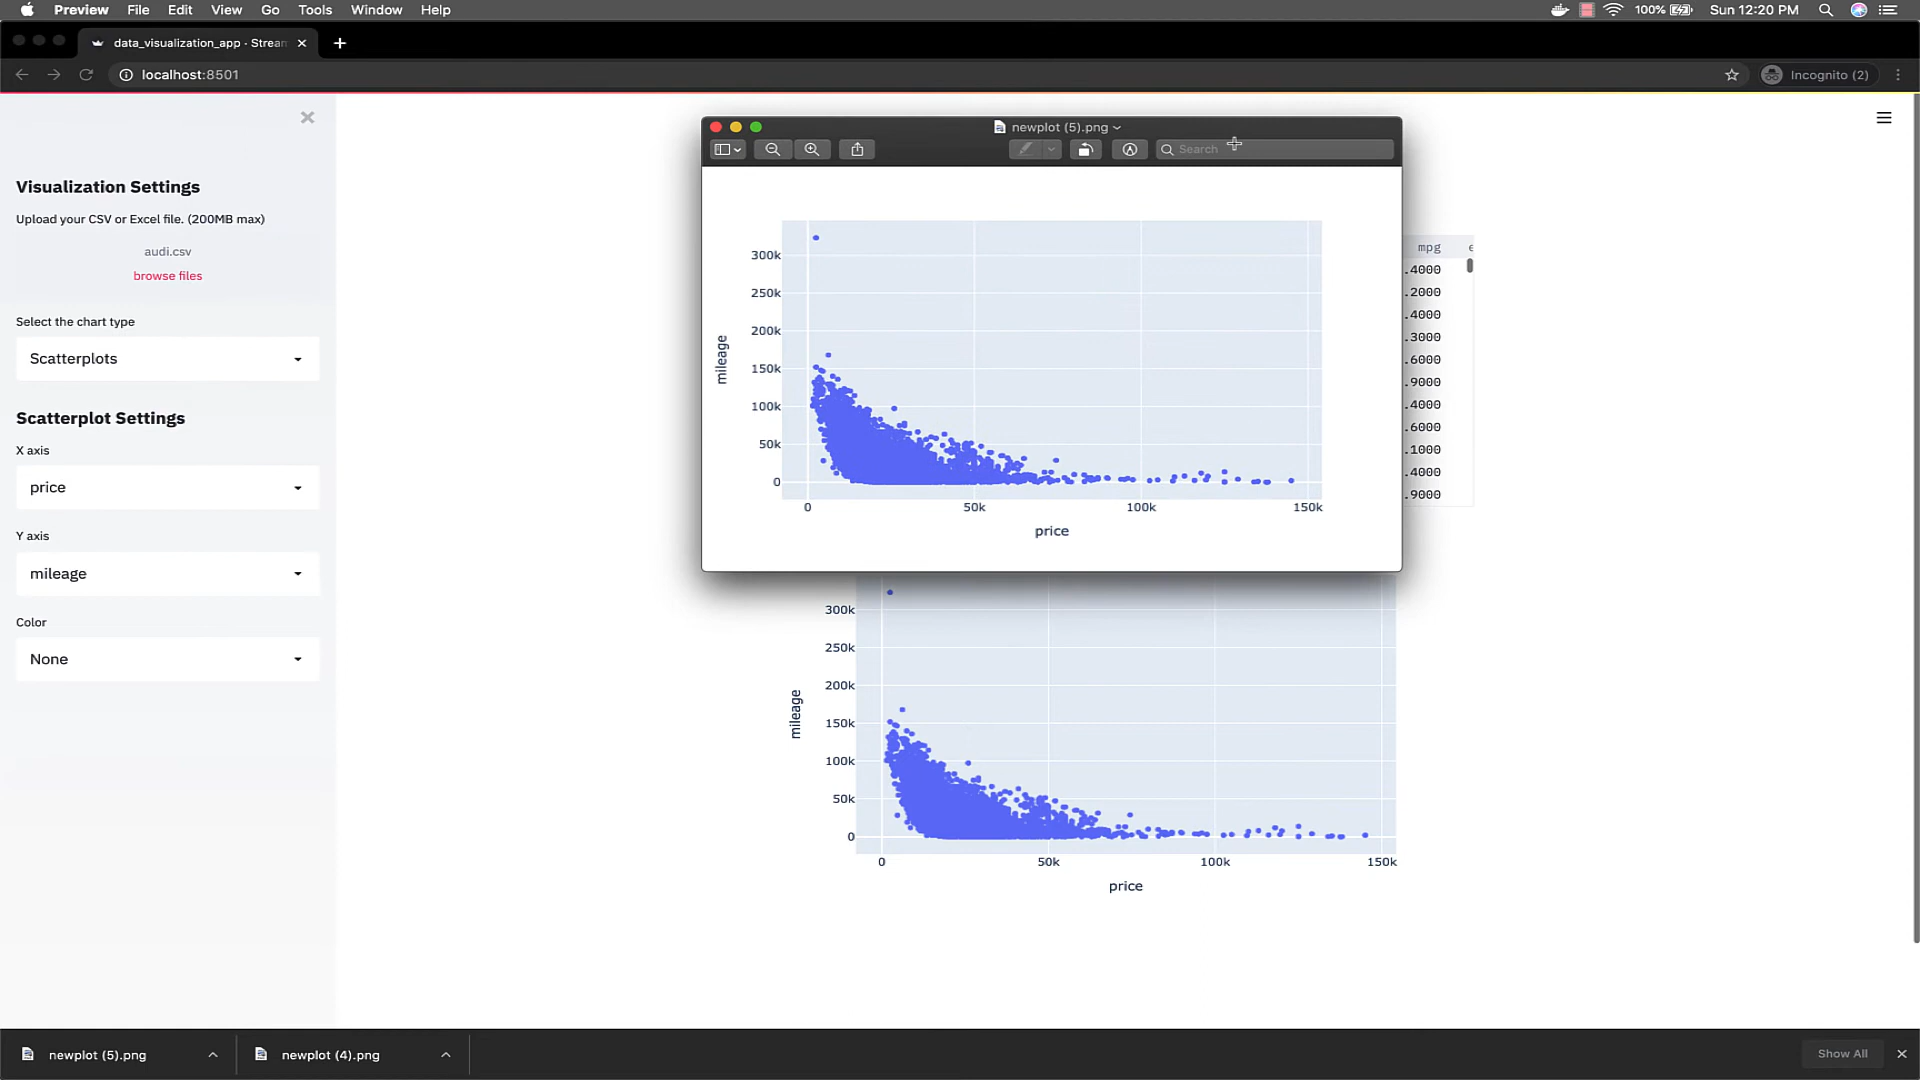 Preview File Edit View Go Tools Window Help 100% Sun 12:20 PM
data_visualization_app - Stream
localhost:8501 Incognito (2)
newplot (5).png
Search
Visualization Settings
Upload your CSV or Excel file. (200MB max)
audi.csv
browse files
Select the chart type
Scatterplots
Scatterplot Settings
X axis
price
Y axis
mileage
Color
None
300k
250k
200k
150k
100k
50k
0
mileage
0 50k 100k 150k
price
mpg e
.4000
.2000
.4000
.3000
.6000
.9000
.4000
.6000
.1000
.4000
.9000
300k
250k
200k
150k
100k
50k
0
mileage
0 50k 100k 150k
price
newplot (5).png newplot (4).png Show All